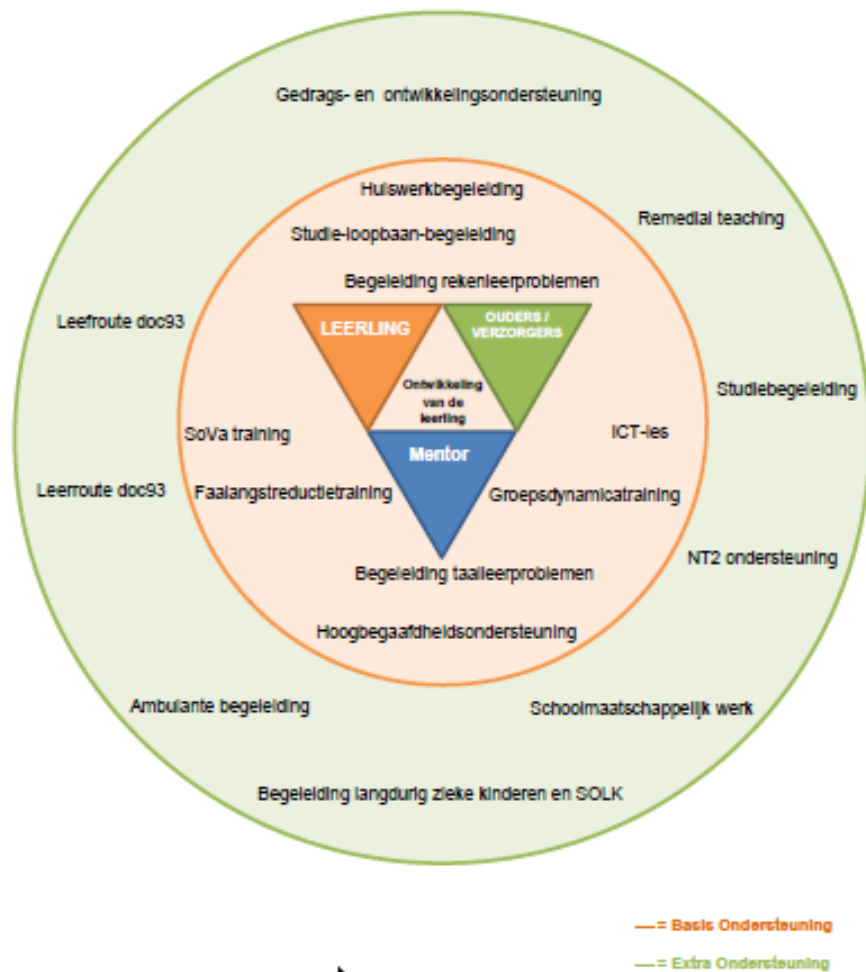 Gedrags- en ontwikkelingsondersteuning
Huiswerkbegeleiding
Remedial teaching
Studie-loopbaan-begeleiding
Begeleiding rekenleerproblemen
Leefroute doc93
LEERLING
OUDERS /
VERZORGERS
Ontwikkeling
van de
leerling
Studiebegeleiding
SoVa training
ICT-les
Mentor
Leerroute doc93
Faalangstreductietraining
Groepsdynamicatraining
NT2 ondersteuning
Begeleiding taalleerproblemen
Hoogbegaafdheidsondersteuning
Ambulante begeleiding
Schoolmaatschappelijk werk
Begeleiding langdurig zieke kinderen en SOLK
= Basis Ondersteuning
= Extra Ondersteuning